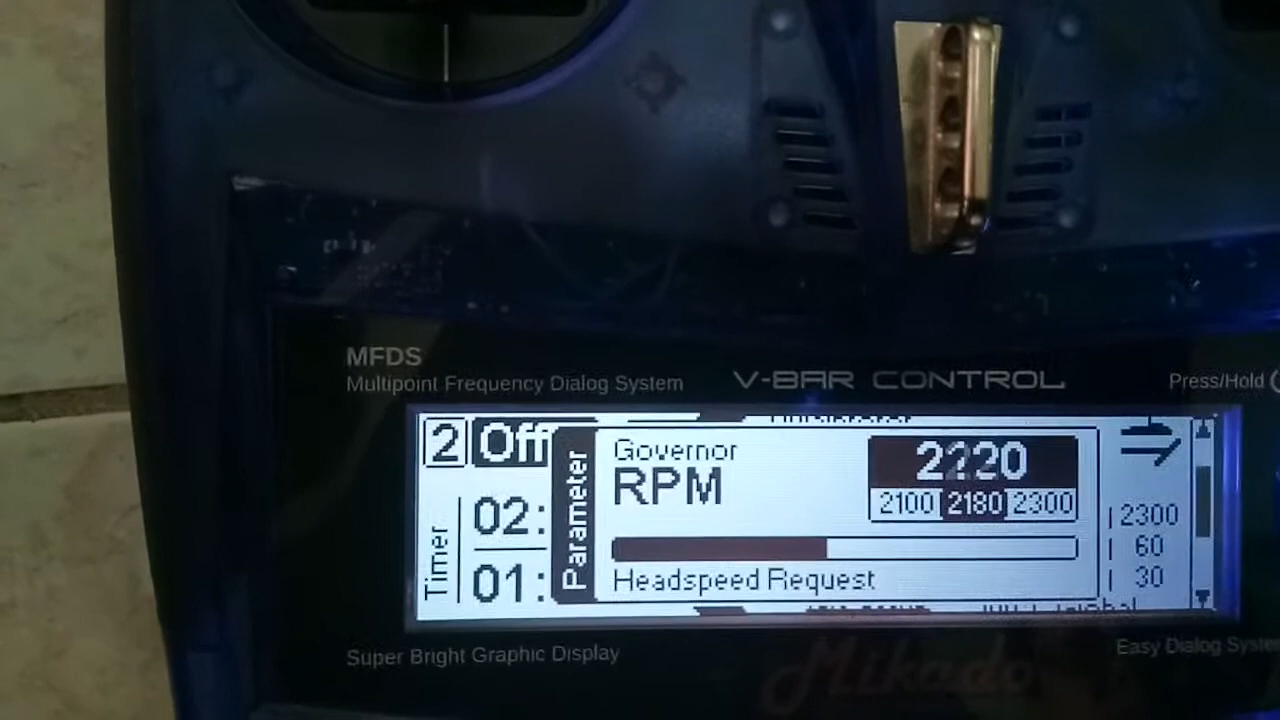 MFDS
Multipoint Frequency Dialog System
V-BAR CONTROL
Press/Hold
2 Off
Governor
RPM
2220
2100 2180 2300
Parameter
Timer
02:
01:
Headspeed Request
2300
60
30
Super Bright Graphic Display
Mikado
Easy Dialog System